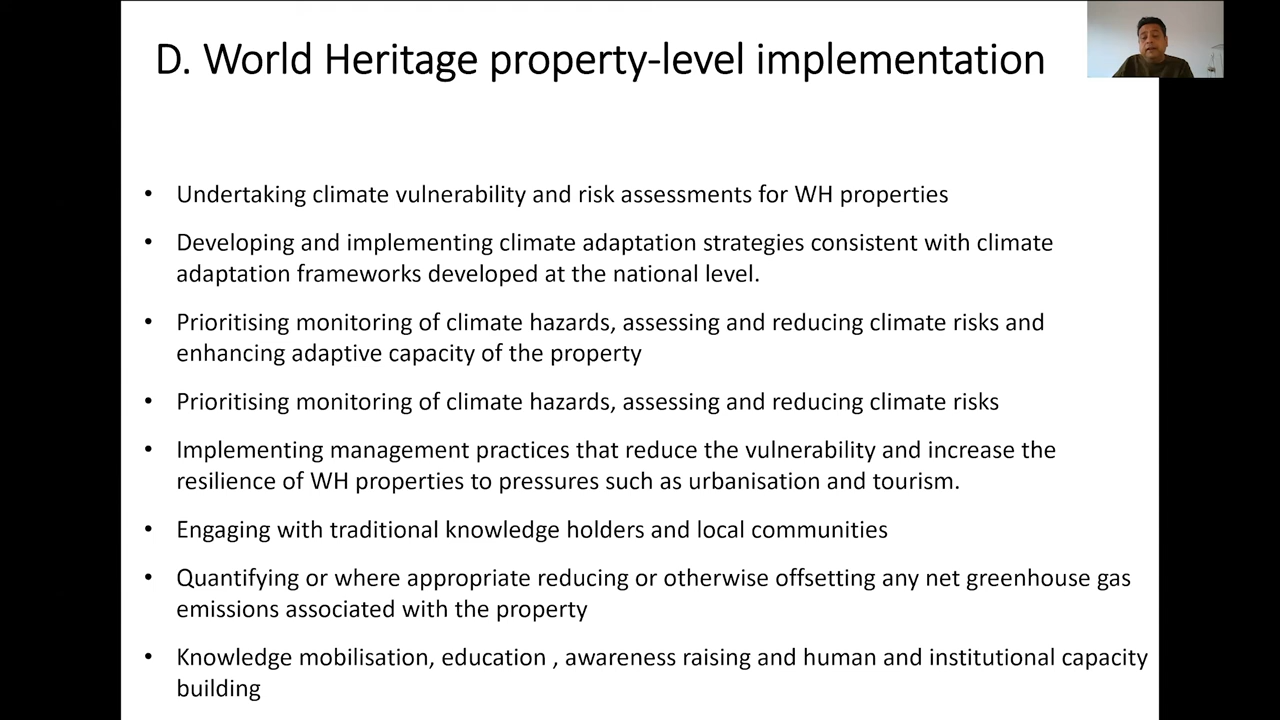 D. World Heritage property-level implementation
• Undertaking climate vulnerability and risk assessments for WH properties
• Developing and implementing climate adaptation strategies consistent with climate
adaptation frameworks developed at the national level.
• Prioritising monitoring of climate hazards, assessing and reducing climate risks and
enhancing adaptive capacity of the property
• Prioritising monitoring of climate hazards, assessing and reducing climate risks
• Implementing management practices that reduce the vulnerability and increase the
resilience of WH properties to pressures such as urbanisation and tourism.
• Engaging with traditional knowledge holders and local communities
• Quantifying or where appropriate reducing or otherwise offsetting any net greenhouse gas
emissions associated with the property
• Knowledge mobilisation, education , awareness raising and human and institutional capacity
building